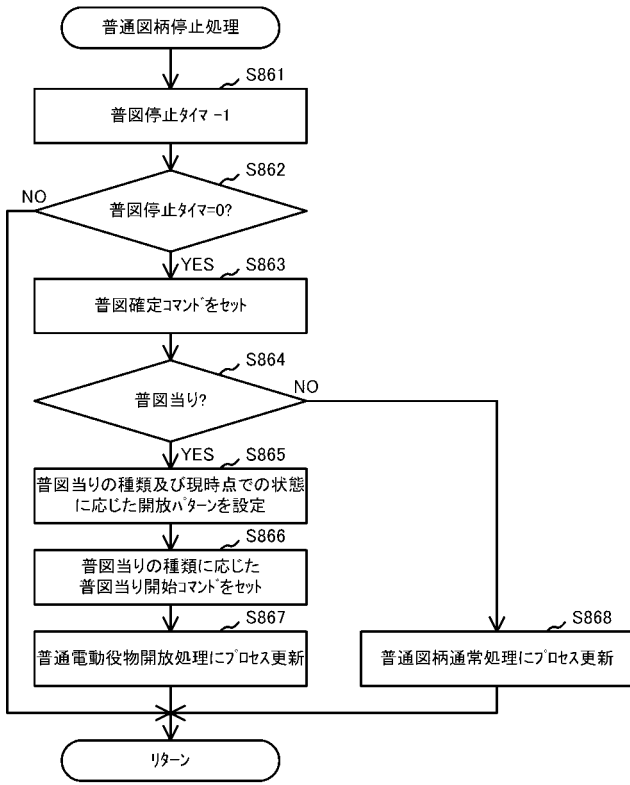 普通図柄停止処理
S861
普図停止タイマ -1
S862
NO
普図停止タイマ=0?
YES
S863
普図確定コマンドをセット
S864
NO
普図当り?
YES
S865
普図当りの種類及び現時点での状態
に応じた開放パターンを設定
S866
普図当りの種類に応じた
普図当り開始コマンドをセット
S867
普通電動役物開放処理にプロセス更新
S868
普通図柄通常処理にプロセス更新
リターン